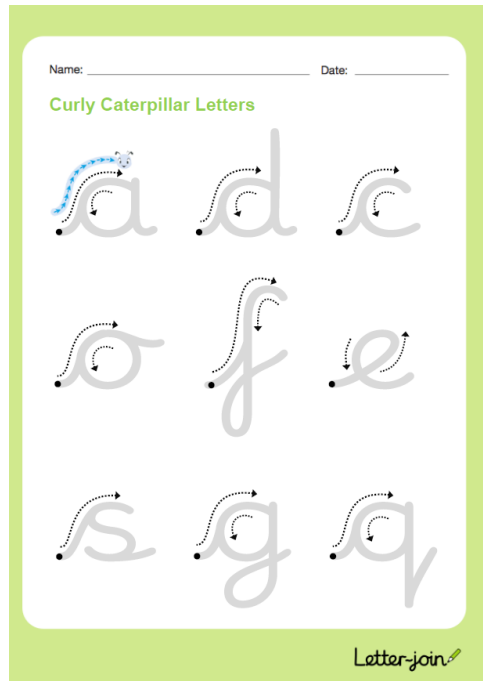 Name: Date:
Curly Caterpillar Letters
a d c
o f e
s g q
Letter-join